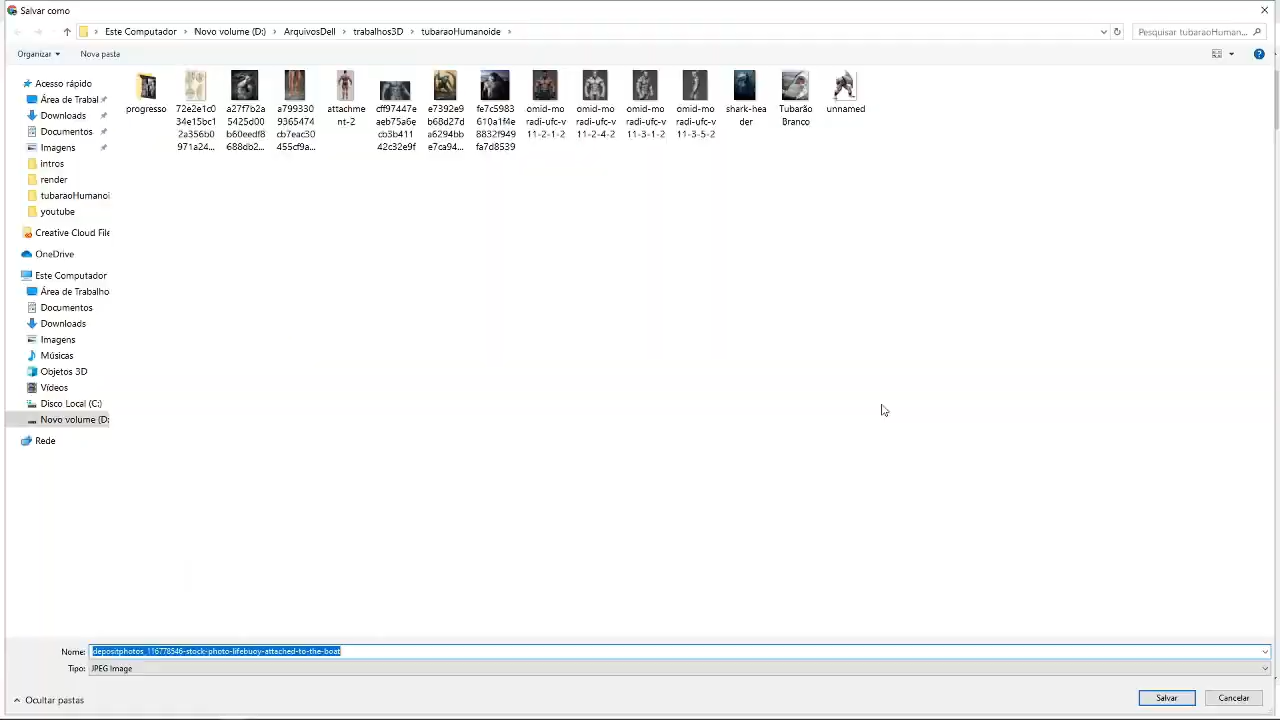 Salvar como
Este Computador > Novo volume (D:) > ArquivosDell > trabalhos3D > tubaraoHumanoide >
Pesquisar tubaraoHuman...
Organizar
Nova pasta
Acesso rápido
Área de Trabal
Downloads
Documentos
Imagens
intros
render
tubaraoHumanoi
youtube
Creative Cloud File
OneDrive
Este Computador
Área de Trabalho
Documentos
Downloads
Imagens
Músicas
Objetos 3D
Vídeos
Disco Local (C:)
Novo volume (D:
Rede
progresso
72e2e1c0
34e15bc1
2a356b0
971a24...
a27f7b2a
5425d00
b60eedf8
688db2...
a799330
9365474
cb7eac30
455cf9a...
attachme
nt-2
cff97447e
aeb75a6e
cb3b411
42c32e9f
e7392e9
b68d27d
a6294bb
e7ca94...
fe7c5983
610a1f4e
8832f949
fa7d8539
omid-mo
radi-ufc-v
11-2-1-2
omid-mo
radi-ufc-v
11-2-4-2
omid-mo
radi-ufc-v
11-3-1-2
omid-mo
radi-ufc-v
11-3-5-2
shark-hea
der
Tubarão
Branco
unnamed
Nome: depositphotos_116778546-stock-photo-lifebuoy-attached-to-the-boat
Tipo: JPEG Image
Ocultar pastas
Salvar
Cancelar